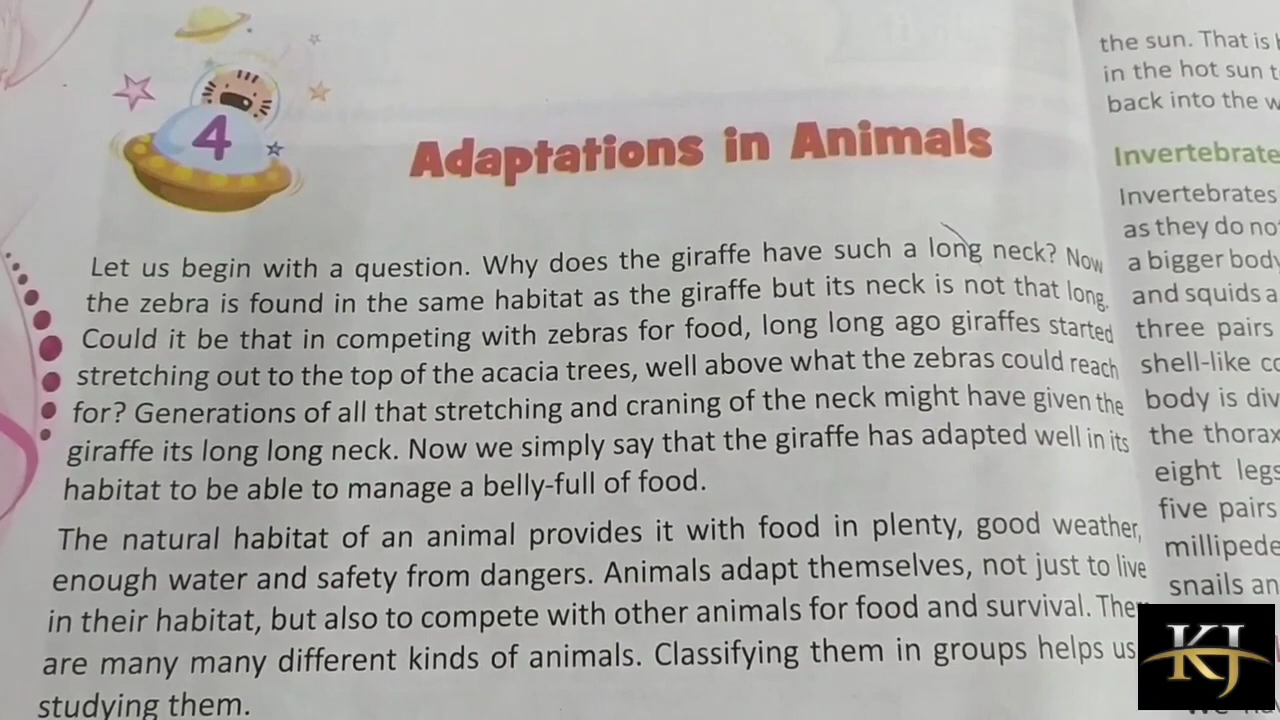 4
Adaptations in Animals
Let us begin with a question. Why does the giraffe have such a long neck? Now
the zebra is found in the same habitat as the giraffe but its neck is not that long.
Could it be that in competing with zebras for food, long long ago giraffes started
stretching out to the top of the acacia trees, well above what the zebras could reach
for? Generations of all that stretching and craning of the neck might have given the
giraffe its long long neck. Now we simply say that the giraffe has adapted well in its
habitat to be able to manage a belly-full of food.
The natural habitat of an animal provides it with food in plenty, good weather,
enough water and safety from dangers. Animals adapt themselves, not just to live
in their habitat, but also to compete with other animals for food and survival.
are many many different kinds of animals. Classifying them in groups helps us
studying them.
the sun. That is
in the hot sun
back into the
Invertebrate
Invertebrates
as they do
a bigger body
and squids a
three pairs
shell-like
body is
the thorax
eight legs
five pairs
millipede
snails an
KJ